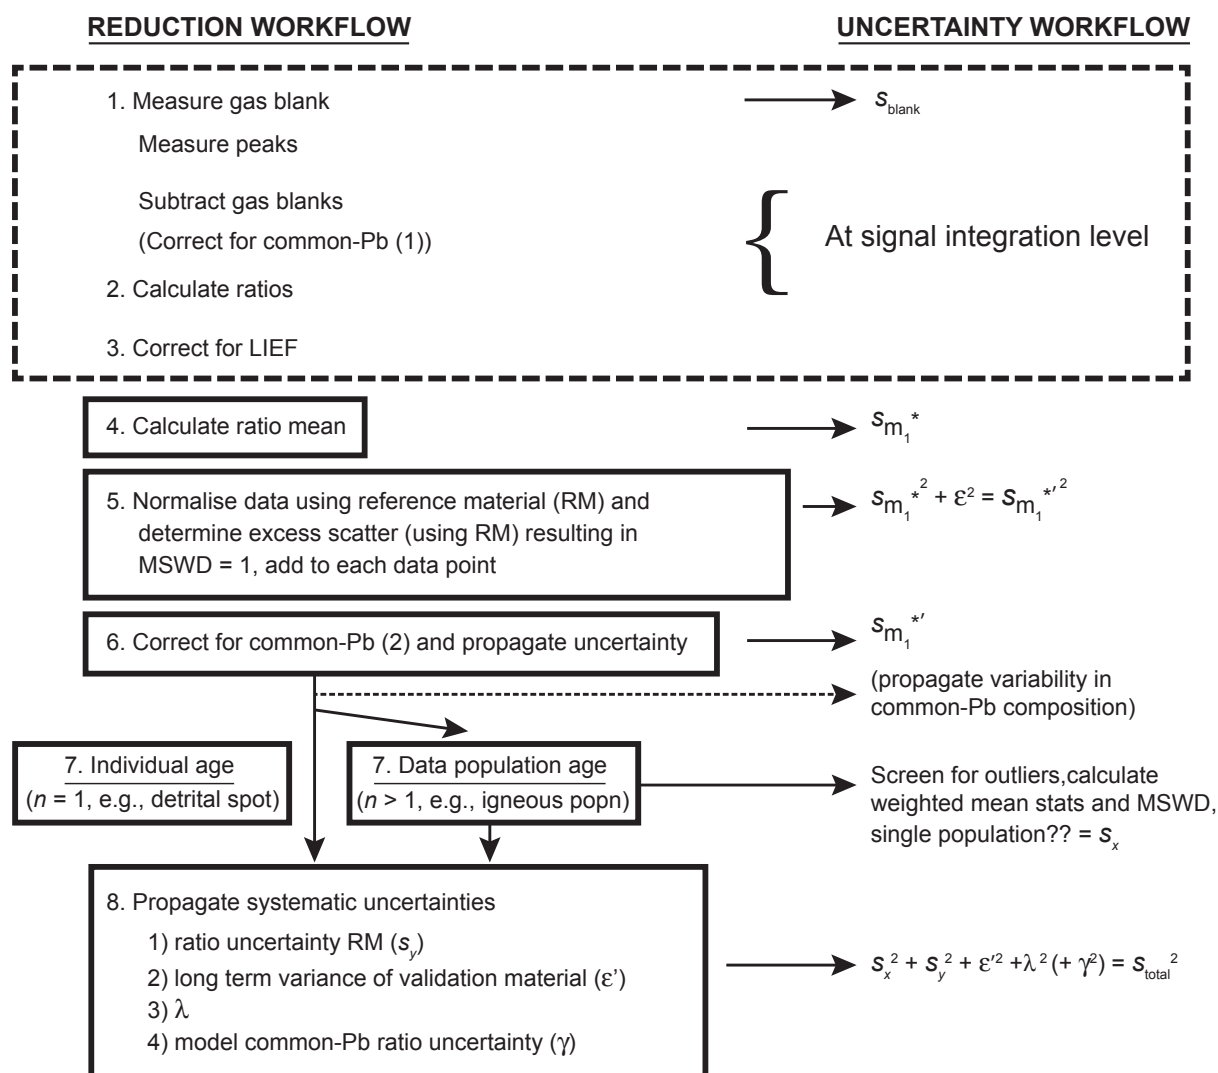 REDUCTION WORKFLOW
UNCERTAINTY WORKFLOW
1. Measure gas blank
s_blank
Measure peaks
Subtract gas blanks
(Correct for common-Pb (1))
{ At signal integration level
2. Calculate ratios
3. Correct for LIEF
4. Calculate ratio mean
s_m₁*
5. Normalise data using reference material (RM) and
determine excess scatter (using RM) resulting in
MSWD = 1, add to each data point
s_m₁*² + ε² = s_m₁*′²
6. Correct for common-Pb (2) and propagate uncertainty
s_m₁*′
(propagate variability in
common-Pb composition)
7. Individual age
(n = 1, e.g., detrital spot)
7. Data population age
(n > 1, e.g., igneous popn)
Screen for outliers,calculate
weighted mean stats and MSWD,
single population?? = s_x
8. Propagate systematic uncertainties
1) ratio uncertainty RM (s_y)
2) long term variance of validation material (ε')
3) λ
4) model common-Pb ratio uncertainty (γ)
s_x² + s_y² + ε′² +λ² (+ γ²) = s_total²